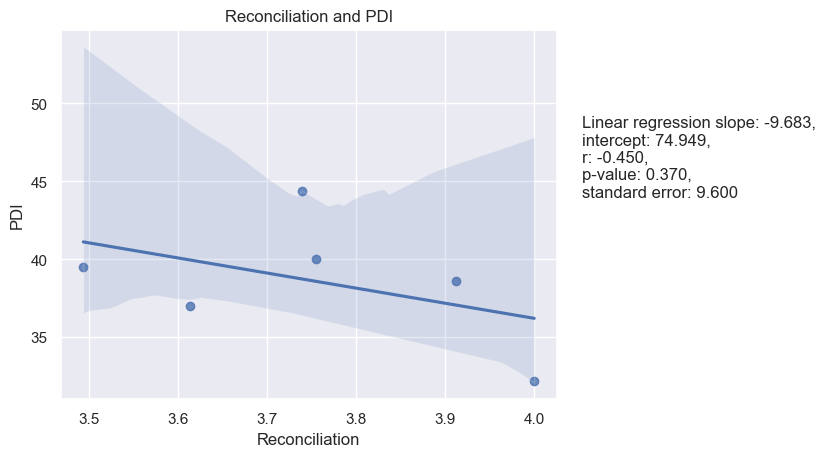 Reconciliation and PDI
PDI
50
45
40
35
3.5 3.6 3.7 3.8 3.9 4.0
Reconciliation
Linear regression slope: -9.683,
intercept: 74.949,
r: -0.450,
p-value: 0.370,
standard error: 9.600